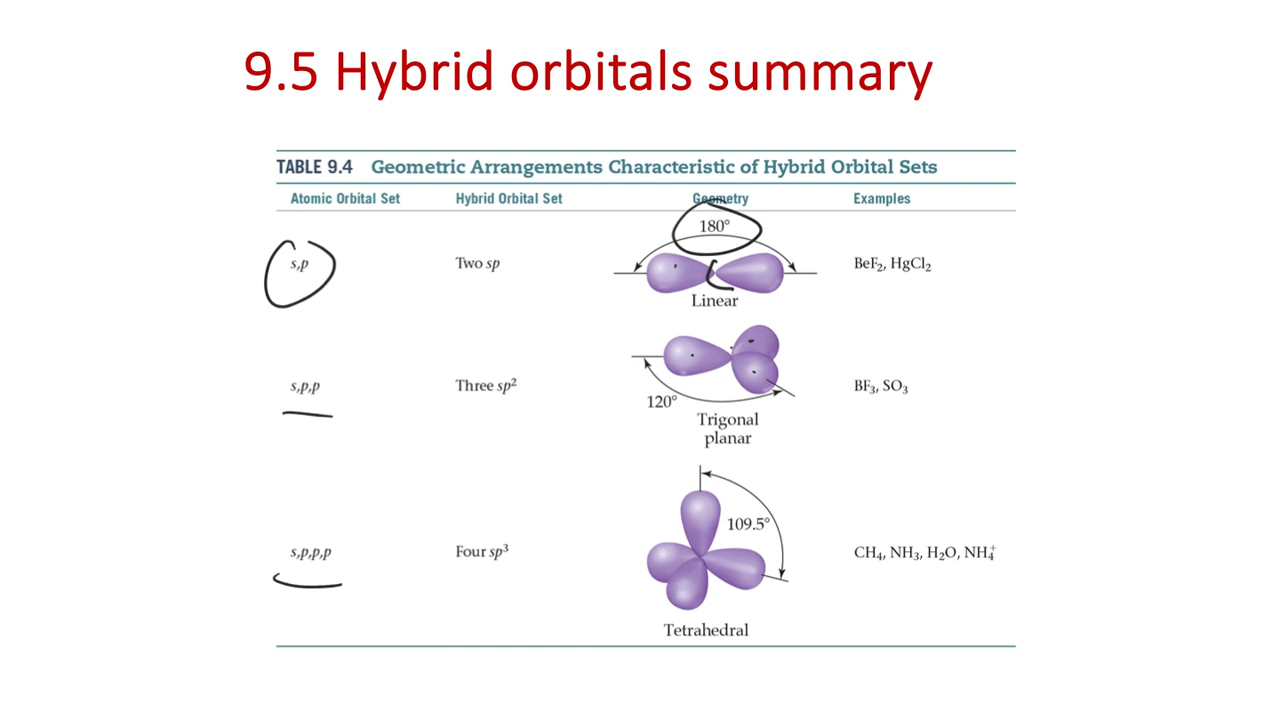 9.5 Hybrid orbitals summary
TABLE 9.4 Geometric Arrangements Characteristic of Hybrid Orbital Sets
Atomic Orbital Set Hybrid Orbital Set Geometry Examples
180°
s,p Two sp BeF₂, HgCl₂
Linear
s,p,p Three sp² BF₃, SO₃
120°
Trigonal
planar
109.5°
s,p,p,p Four sp³ CH₄, NH₃, H₂O, NH₄⁺
Tetrahedral